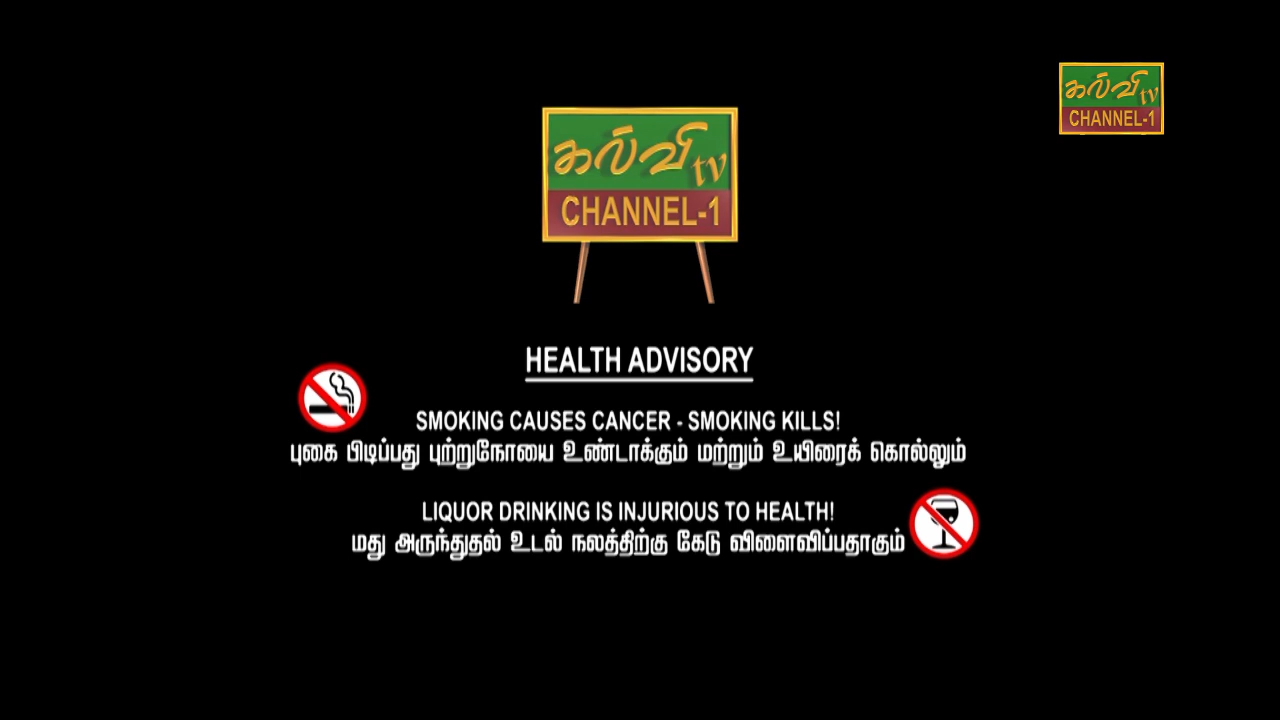 கல்வி tv
CHANNEL-1
கல்வி tv
CHANNEL-1
HEALTH ADVISORY
SMOKING CAUSES CANCER - SMOKING KILLS!
புகை பிடிப்பது புற்றுநோயை உண்டாக்கும் மற்றும் உயிரைக் கொல்லும்
LIQUOR DRINKING IS INJURIOUS TO HEALTH!
மது அருந்துதல் உடல் நலத்திற்கு கேடு விளைவிப்பதாகும்